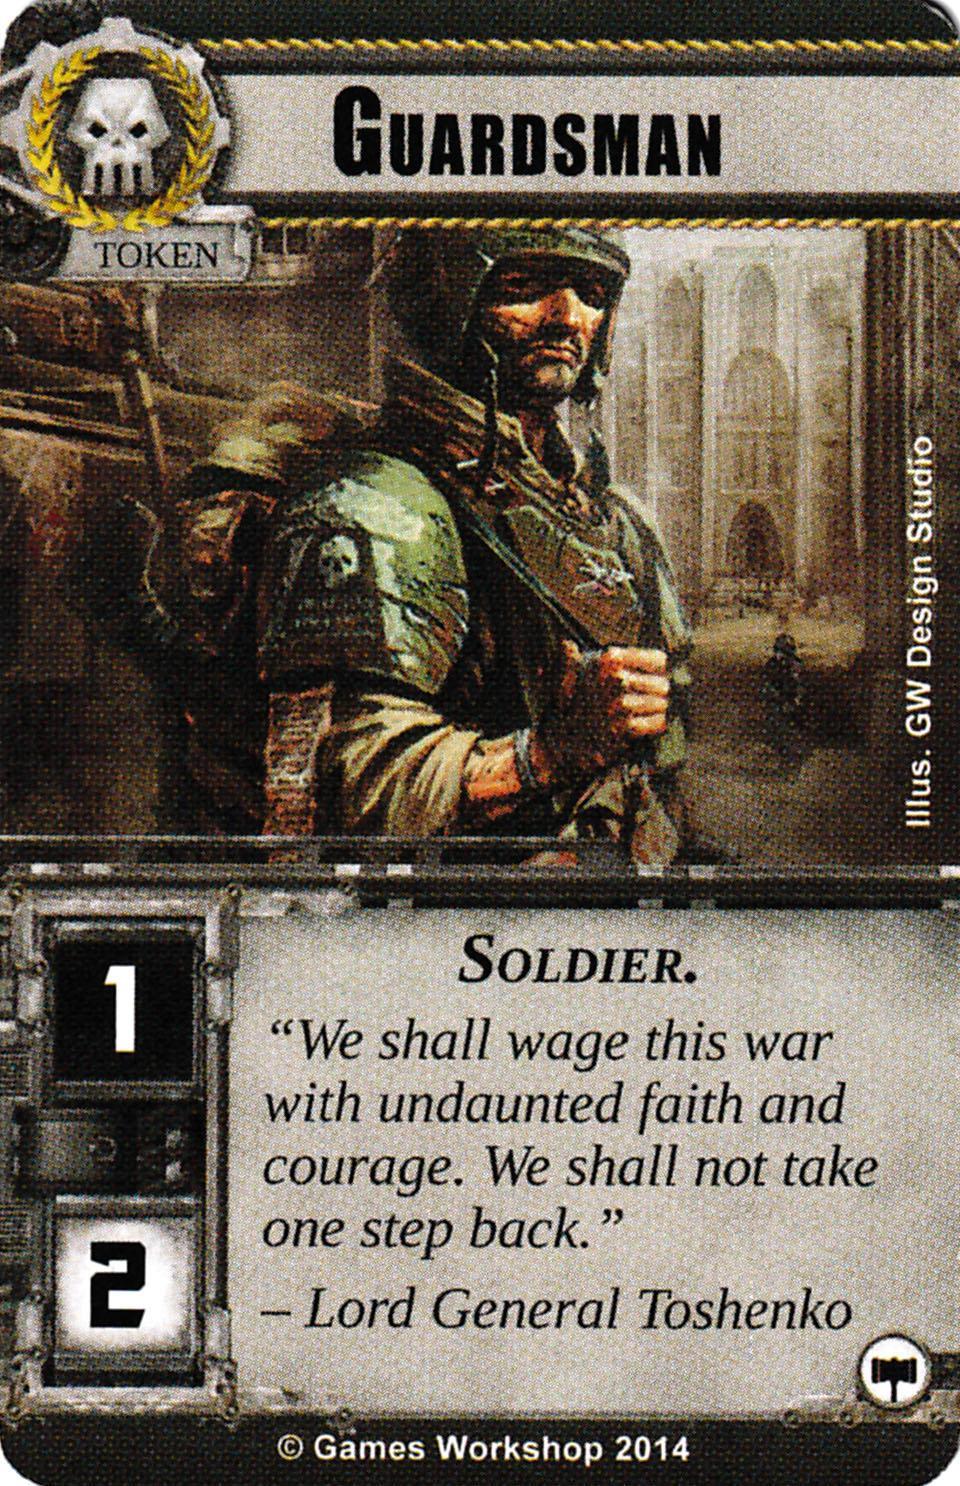 GUARDSMAN
TOKEN
Illus. GW Design Studio
1
SOLDIER.
“We shall wage this war
with undaunted faith and
courage. We shall not take
one step back.”
– Lord General Toshenko
2
© Games Workshop 2014